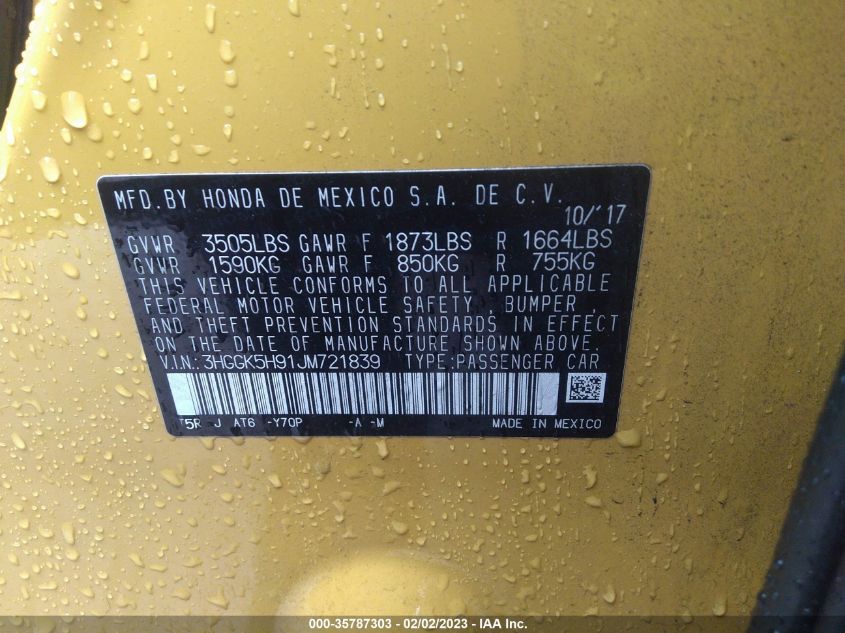 MFD.BY HONDA DE MEXICO S.A. DE C.V.
10/'17
GVWR 3505LBS GAWR F 1873LBS R 1664LBS
GVWR 1590KG GAWR F 850KG R 755KG
THIS VEHICLE CONFORMS TO ALL APPLICABLE
FEDERAL MOTOR VEHICLE SAFETY , BUMPER ,
AND THEFT PREVENTION STANDARDS IN EFFECT
ON THE DATE OF MANUFACTURE SHOWN ABOVE.
V.I.N.: 3HGGK5H91JM721839 TYPE:PASSENGER CAR
T5R -J AT6 -Y70P -A -M MADE IN MEXICO
000-35787303 — 02/02/2023 — IAA Inc.